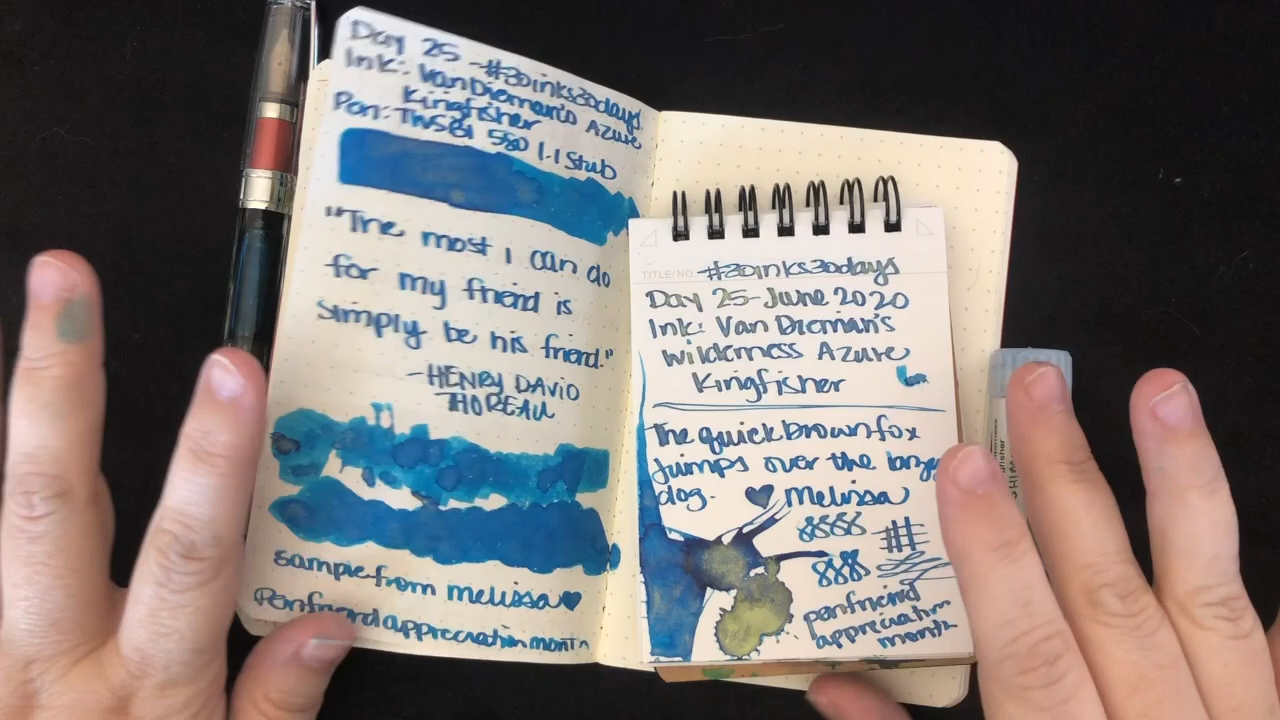 Day 25 - #30inks30days
Ink: Van Dieman's Azure
Kingfisher
Pen: TWSBI 580 1.1 Stub
"The most I can do
for my friend is
simply be his friend."
- HENRY DAVID
THOREAU
sample from melissa♥
Penfriend appreciation month
TITLE/NO.
#30inks30days
Day 25 - June 2020
Ink: Van Dieman's
wilderness Azure
Kingfisher
The quick brown fox
jumps over the lazy
dog. ♥ melissa
8888
888
penfriend
appreciation
month